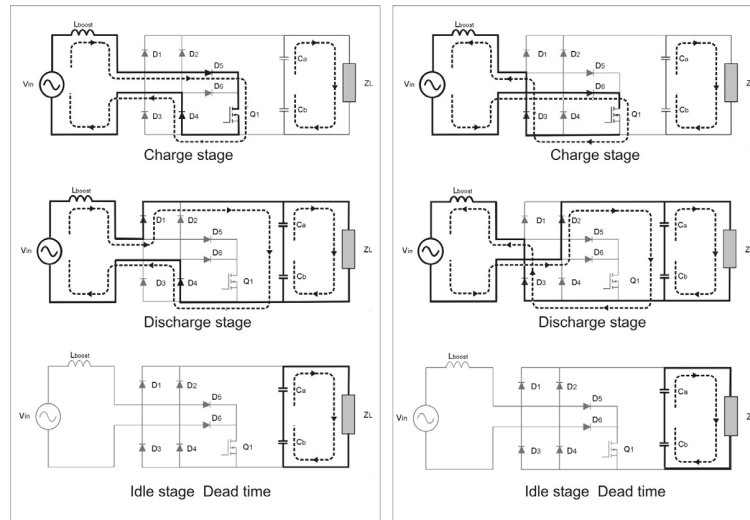 Lboost
D1
D2
D5
Ca
Vin
D6
ZL
Cb
D3
D4
Q1
Charge stage
Lboost
D1
D2
D5
Ca
Vin
D6
ZL
Cb
D3
D4
Q1
Discharge stage
Lboost
D1
D2
Ca
D5
Vin
D6
ZL
Cb
D3
D4
Q1
Idle stage Dead time
Lboost
D1
D2
D5
Ca
Vin
D6
Z
Cb
D3
D4
Q1
Charge stage
Lboost
D1
D2
D5
Ca
Vin
D6
Z
Cb
D3
D4
Q1
Discharge stage
Lboost
D1
D2
Ca
D5
Vin
D6
Z
Cb
D3
D4
Q1
Idle stage Dead time